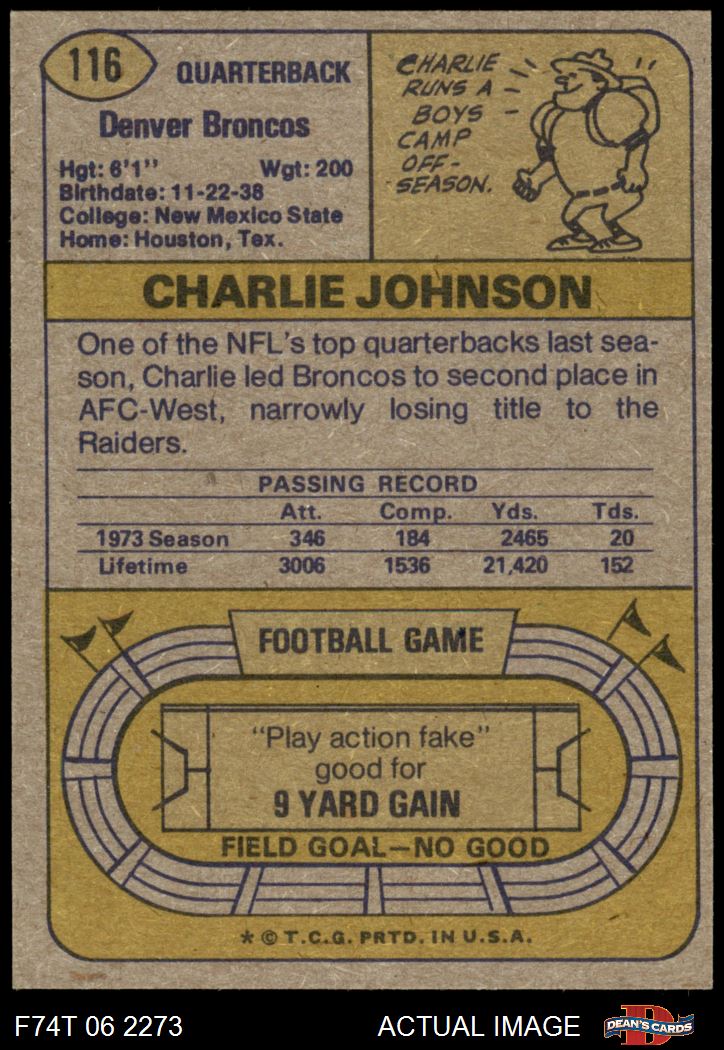 116
QUARTERBACK
Denver Broncos
Hgt: 6'1" Wgt: 200
Birthdate: 11-22-38
College: New Mexico State
Home: Houston, Tex.
CHARLIE
RUNS A
BOYS
CAMP
OFF-
SEASON.
CHARLIE JOHNSON
One of the NFL's top quarterbacks last sea-
son, Charlie led Broncos to second place in
AFC-West, narrowly losing title to the
Raiders.
PASSING RECORD
Att. Comp. Yds. Tds.
1973 Season 346 184 2465 20
Lifetime 3006 1536 21,420 152
FOOTBALL GAME
"Play action fake"
good for
9 YARD GAIN
FIELD GOAL—NO GOOD
* © T.C.G. PRTD. IN U.S.A.
F74T 06 2273 ACTUAL IMAGE
D
DEAN'S CARDS